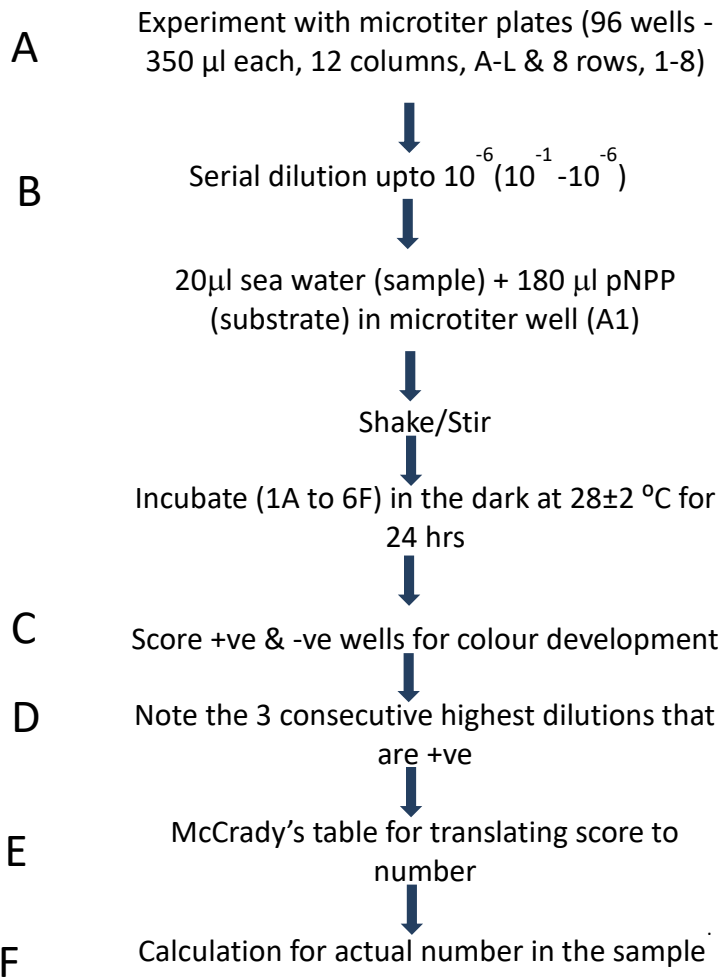 A
Experiment with microtiter plates (96 wells -
350 µl each, 12 columns, A-L & 8 rows, 1-8)
B
Serial dilution upto 10⁻⁶(10⁻¹ -10⁻⁶)
20µl sea water (sample) + 180 µl pNPP
(substrate) in microtiter well (A1)
Shake/Stir
Incubate (1A to 6F) in the dark at 28±2 ⁰C for
24 hrs
C
Score +ve & -ve wells for colour development
D
Note the 3 consecutive highest dilutions that
are +ve
E
McCrady’s table for translating score to
number
F
Calculation for actual number in the sample.